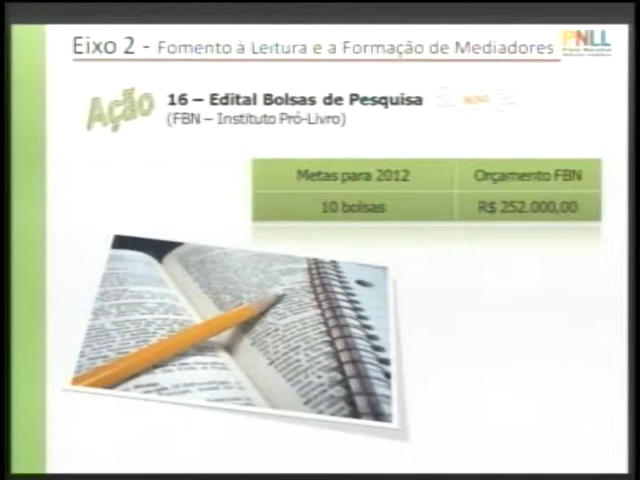 Eixo 2 - Fomento à Leitura e a Formação de Mediadores
PNLL
Ação
16 – Edital Bolsas de Pesquisa
(FBN – Instituto Pró-Livro)
Metas para 2012
Orçamento FBN
10 bolsas
R$ 252.000,00